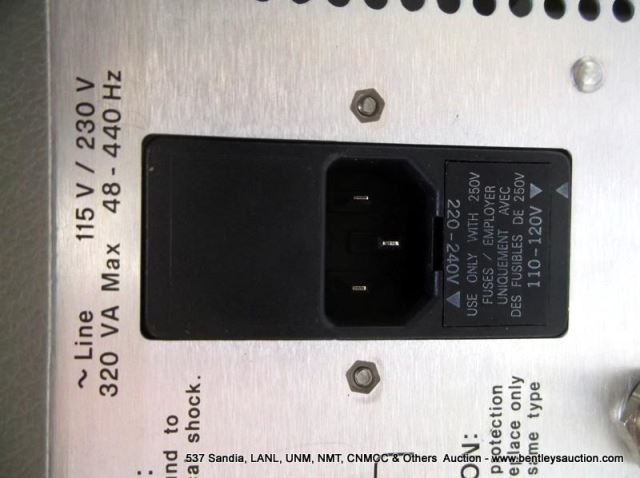 ~ Line 115 V / 230 V
320 VA Max 48 - 440 Hz
220-240V
USE ONLY WITH 250V
FUSES / EMPLOYER
UNIQUEMENT AVEC
DES FUSIBLES DE 250V
110-120V
nd to
shock.
protection
eplace only
same type
537 Sandia, LANL, UNM, NMT, CNMCC & Others Auction - www.bentleysauction.com